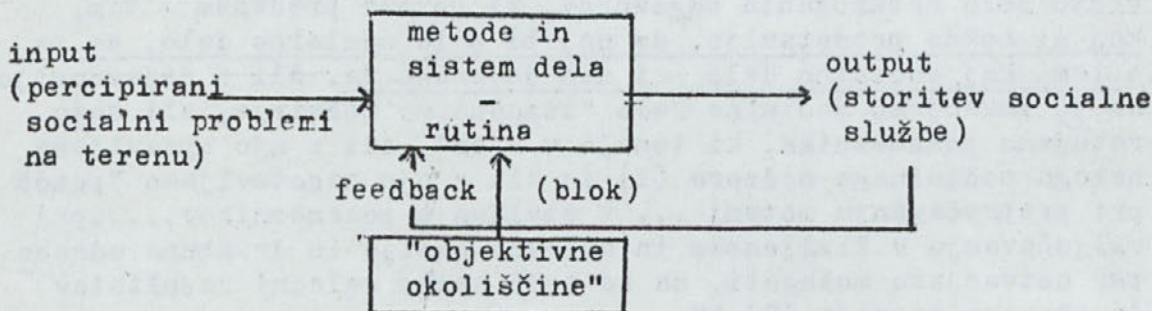 input
(percipirani
socialni problemi
na terenu)
metode in
sistem dela
-
rutina
output
(storitev socialne
službe)
feedback (blok)
"objektivne
okoliščine"